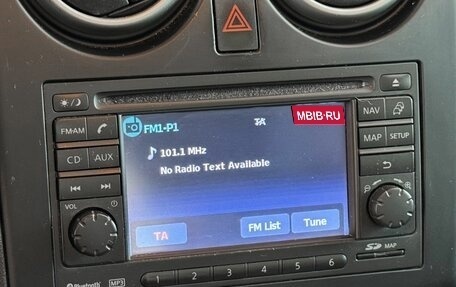 FM1-P1
TA
MBIB·RU
NAV
FM·AM
101.1 MHz
MAP
SETUP
No Radio Text Available
CD
AUX
VOL
TA
FM List
Tune
SD MAP
Bluetooth
MP3
1 2 3 4 5 6